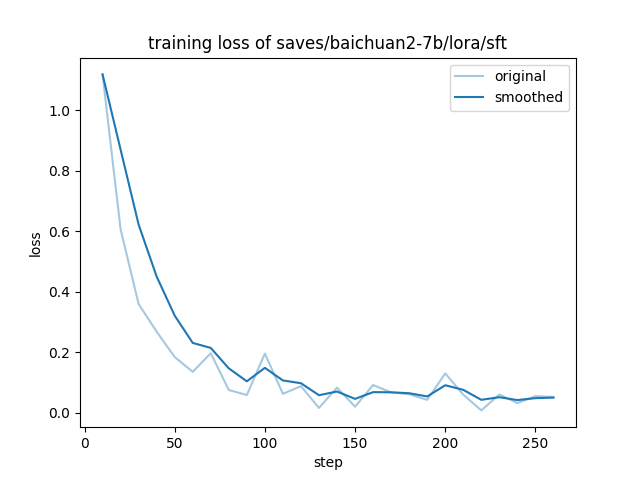 training loss of saves/baichuan2-7b/lora/sft
original
smoothed
1.0
0.8
0.6
0.4
0.2
0.0
loss
0 50 100 150 200 250
step